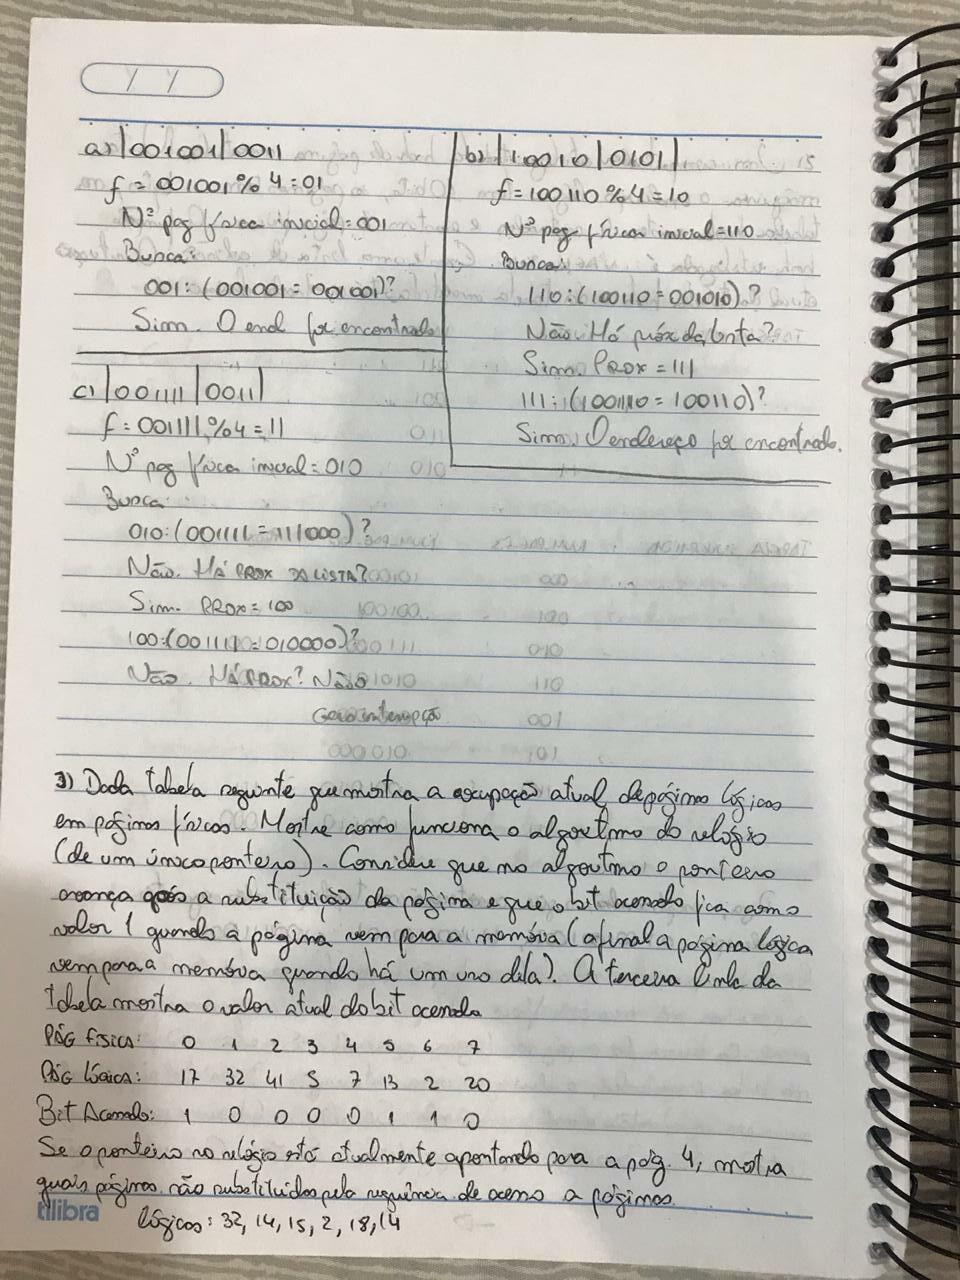 a) |001001|0011
f = 001001 % 4 = 01
Nº pag física inicial = 001
Busca:
001: (001001 = 001001)?
Sim. O end foi encontrado
b) |10010|0101|
f = 100110 % 4 = 10
Nº pag física inicial = 110
Busca:
110: (100110 = 001010)?
Não. Há próx da lista?
Sim. PROX = 111
111: (100110 = 100110)?
Sim. O endereço foi encontrado.
c) |001111|0011|
f = 001111 % 4 = 11
Nº pag física inicial = 010
Busca:
010: (001111 = 111000)?
Não. HÁ PROX DA LISTA?
Sim. PROX = 100
100: (001111 = 010000)?
Não. HÁ PROX? NÃO
Gera interrupção
3) Dada tabela seguinte que mostra a ocupação atual de páginas lógicas
em páginas físicas. Mostre como funciona o algoritmo do relógio
(de um único ponteiro). Considere que no algoritmo o ponteiro
avança após a substituição da página e que o bit acessado fica como
valor 1 quando a página vem para a memória (afinal a página lógica
vem para a memória quando há um uso dela). A terceira linha da
tabela mostra o valor atual do bit acessado
PÁG FÍSICA: 0 1 2 3 4 5 6 7
PÁG LÓGICA: 17 32 41 5 7 13 2 20
Bit Acessado: 1 0 0 0 0 1 1 0
Se o ponteiro no relógio está atualmente apontando para a pág. 4, mostra
quais páginas são substituídas pela sequência de acesso a páginas
lógicas: 32, 14, 15, 2, 18, 14
tilibra